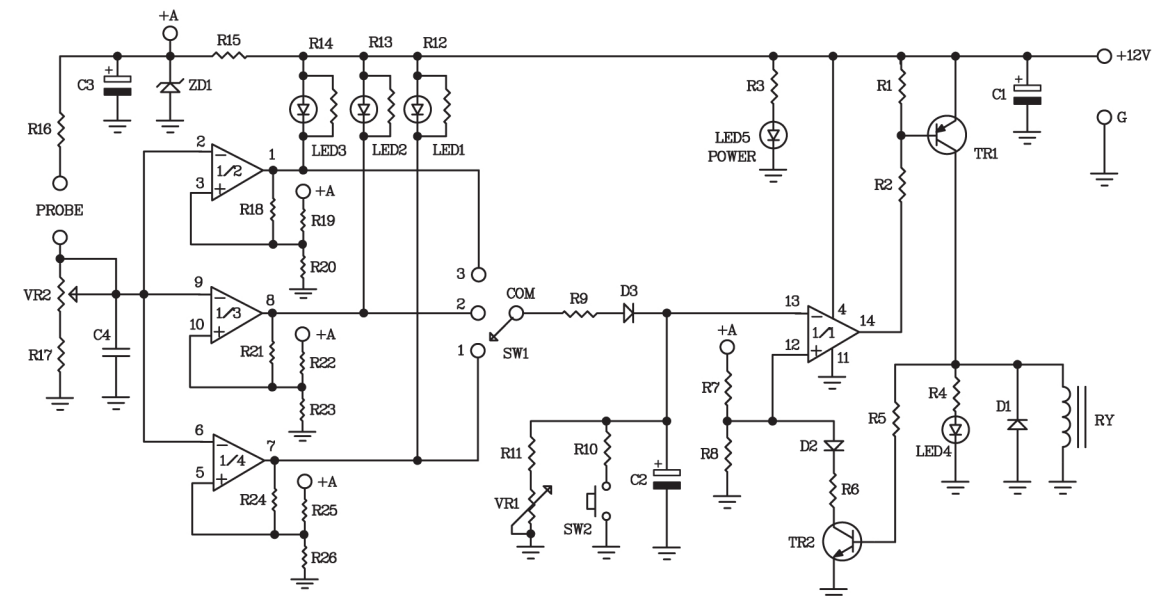 +A
R15
R14
R13
R12
+12V
C3
+
ZD1
R3
R1
C1
+
R16
LED5
POWER
G
TR1
LED3
LED2
LED1
2
−
1/2
1
3
+
R2
PROBE
R18
+A
R19
R20
3
9
−
1/3
8
2
COM
R9
D3
13
−
4
14
VR2
10
+
1/1
C4
+A
SW1
1
+A
12
+
11
R17
R21
R22
R7
R23
R4
D1
R5
RY
6
−
1/4
7
R11
R10
C2
+
R8
D2
LED4
5
+
R24
+A
R25
VR1
SW2
R6
R26
TR2